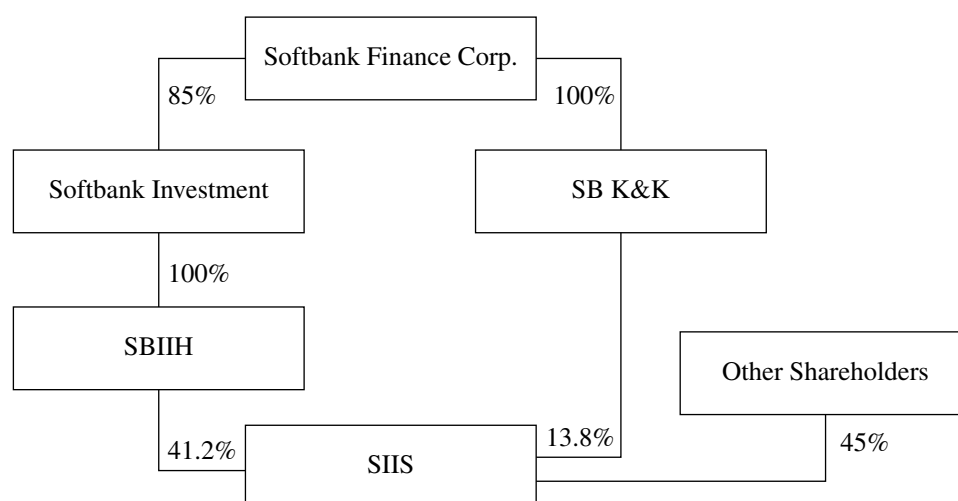 Softbank Finance Corp.
85%
100%
Softbank Investment
SB K&K
100%
SBIIH
Other Shareholders
41.2%
SIIS
13.8%
45%